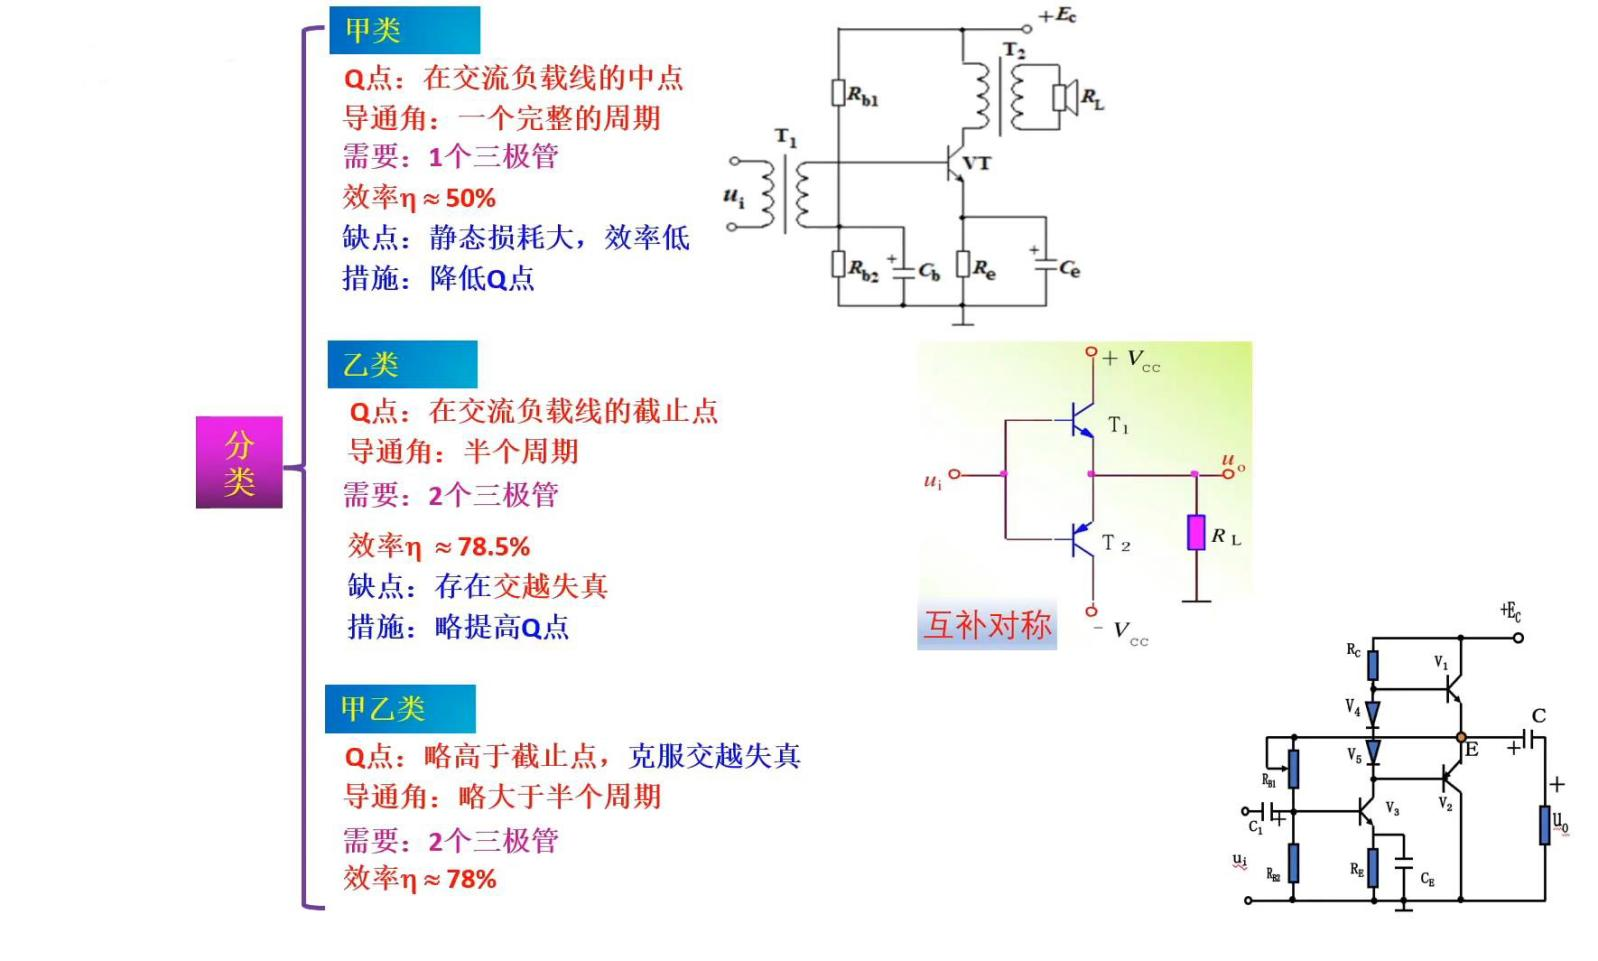 甲类
Q点：在交流负载线的中点
导通角：一个完整的周期
需要：1个三极管
效率η ≈ 50%
缺点：静态损耗大，效率低
措施：降低Q点
+Ec
T2
Rb1
RL
T1
VT
ui
Rb2
+
Cb
Re
+
Ce
分类
乙类
Q点：在交流负载线的截止点
导通角：半个周期
需要：2个三极管
效率η ≈ 78.5%
缺点：存在交越失真
措施：略提高Q点
+ VCC
T1
ui
uo
T 2
R L
互补对称
- VCC
甲乙类
Q点：略高于截止点，克服交越失真
导通角：略大于半个周期
需要：2个三极管
效率η ≈ 78%
+EC
RC
V1
V4
C
E
+
V5
RB1
V2
+
V3
C1
+
uo
ui
RB2
RE
CE